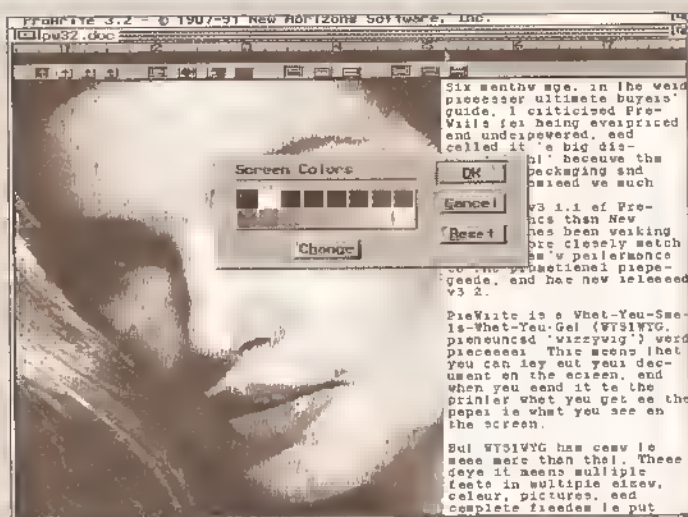 ProWrite 3.2 - © 1987-91 New Horizons Software, Inc.
pw32.doc
Screen Colors
OK
Cancel
Reset
Change
Six months ago, in the word
processor ultimate buyers'
guide, I criticised Pro-
Write for being overpriced
and underpowered, and
called it 'a big dis-
because the
packaging and
so much
v3.1.1 of Pro-
New
has been working
closely match
performance
to the promotional propa-
ganda, and has now released
v3.2.
ProWrite is a What-You-See-
Is-What-You-Get (WYSIWYG,
pronounced 'wizzywig') word
processor. This means that
you can lay out your doc-
ument on the screen, and
when you send it to the
printer what you get on the
paper is what you see on
the screen.
But WYSIWYG has come to
mean more than that. These
days it means multiple
fonts in multiple sizes,
colour, pictures, and
complete freedom to put